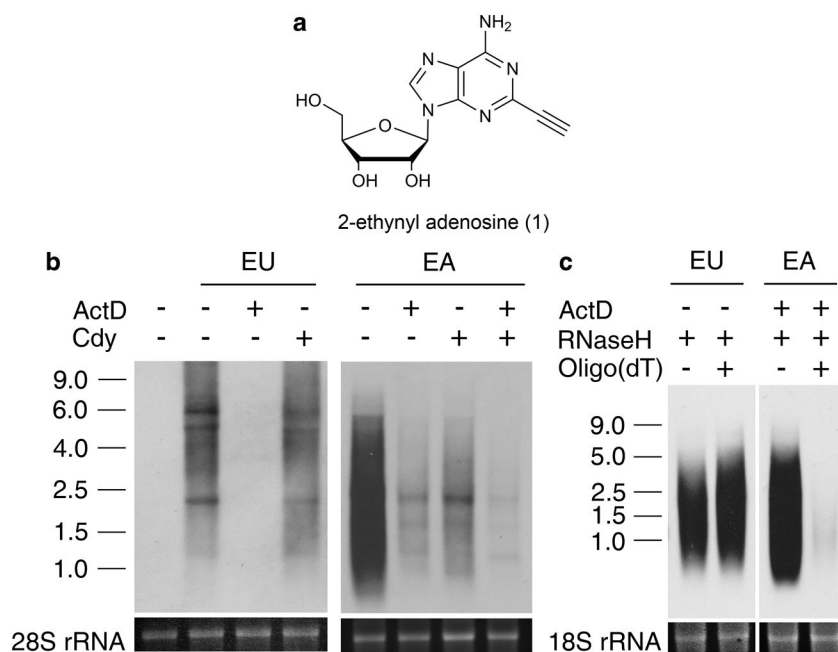 a
NH₂
N
N
N
N
HO
O
OH
OH
2-ethynyl adenosine (1)
b
EU
EA
ActD - - + - - + - +
Cdy - - - + - - + +
9.0
6.0
4.0
2.5
1.5
1.0
28S rRNA
c
EU
EA
ActD - - + +
RNaseH + + + +
Oligo(dT) - + - +
9.0
5.0
2.5
1.5
1.0
18S rRNA